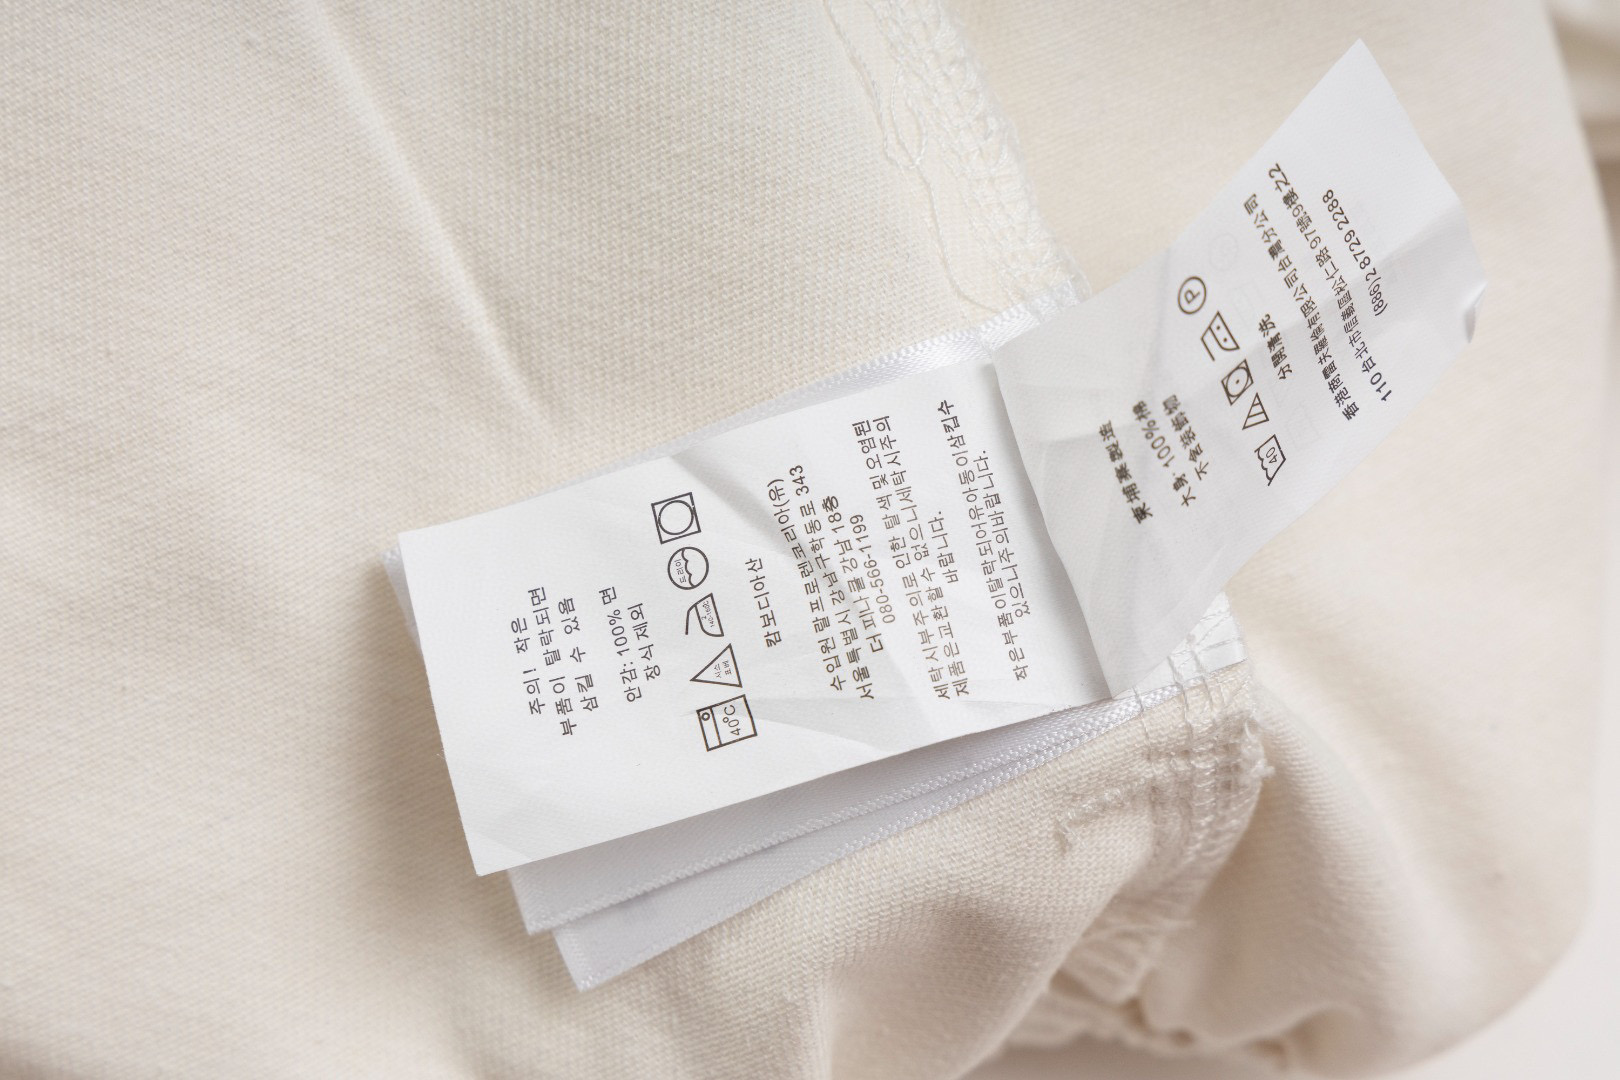 주의! 작은
부품이 탈락되면
삼킬 수 있음
안감: 100% 면
장식 제외
40°C
캄보디아산
수입원 랄프로렌코리아(유)
서울특별시 강남구학동로 343
더 피나클 강남 18층
080-566-1199
세탁시부주의로 인한 탈색 및 오염된
제품은교환할수 없으니세탁시주의
바랍니다.
작은부품이탈락되어유아동이삼킵수
있으니주의바랍니다.
柬埔寨製造
大身: 100%棉
不含裝飾物
40
P
分開清洗
香港商雷夫羅倫有限公司台灣分公司
110 台北市信義區松仁路 97號9樓之2
(886)2 8729 2288